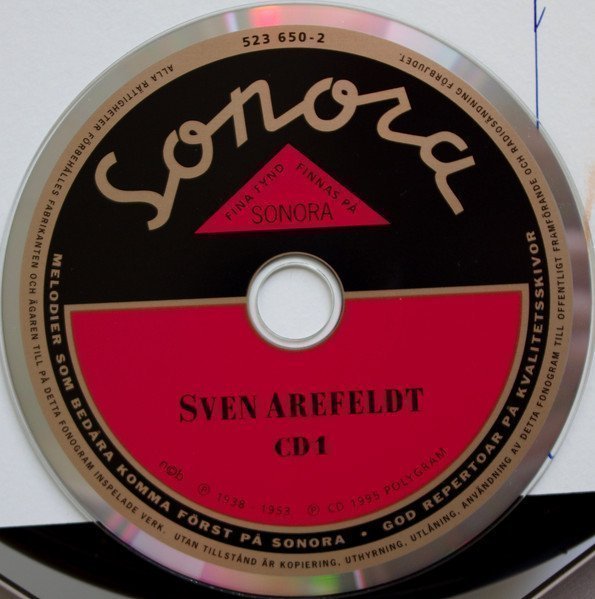 523 650-2
Sonora
FINA FYND FINNAS PÅ
SONORA
SVEN AREFELDT
CD 1
n©b
Ⓟ 1938 - 1953 Ⓟ CD 1995 POLYGRAM
MELODIER SOM BEDÅRA KOMMA FÖRST PÅ SONORA • GOD REPERTOAR PÅ KVALITETSSKIVOR
ALLA RÄTTIGHETER FÖRBEHÅLLES FABRIKANTEN OCH ÄGAREN TILL PÅ DETTA FONOGRAM INSPELADE VERK. UTAN TILLSTÅND ÄR KOPIERING, UTHYRNING, UTLÅNING, ANVÄNDNING AV DETTA FONOGRAM TILL OFFENTLIGT FRAMFÖRANDE OCH RADIOSÄNDNING FÖRBJUDET.